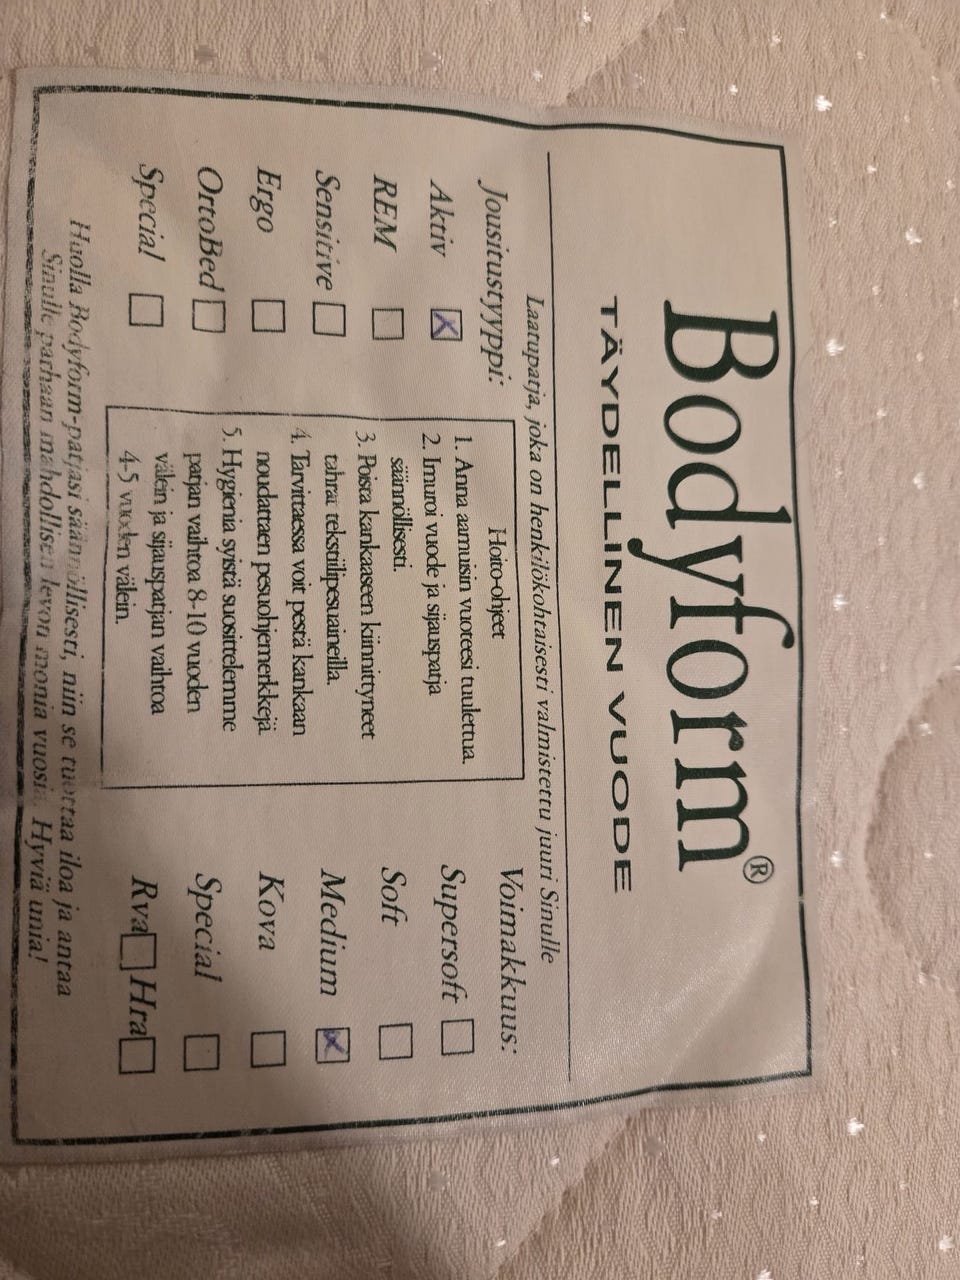 Bodyform®
TÄYDELLINEN VUODE
Laatupatja, joka on henkilökohtaisesti valmistettu juuri Sinulle
Jousitustyyppi:
Aktiv ☒
REM ☐
Sensitive ☐
Ergo ☐
OrtoBed ☐
Special ☐
Hoito-ohjeet
1. Anna aamuisin vuoteesi tuulettua.
2. Imuroi vuode ja sijauspatja
säännöllisesti.
3. Poista kankaaseen kiinnittyneet
tahrat tekstiilipesuaineilla.
4. Tarvittaessa voit pestä kankaan
noudattaen pesuohjemerkkejä.
5. Hygienia syistä suosittelemme
patjan vaihtoa 8-10 vuoden
välein ja sijauspatjan vaihtoa
4-5 vuoden välein.
Voimakkuus:
Supersoft ☐
Soft ☐
Medium ☒
Kova ☐
Special ☐
Rva ☐ Hra ☐
Huolla Bodyform-patjasi säännöllisesti, niin se tuottaa iloa ja antaa
Sinulle parhaan mahdollisen levon monia vuosia. Hyviä unia!